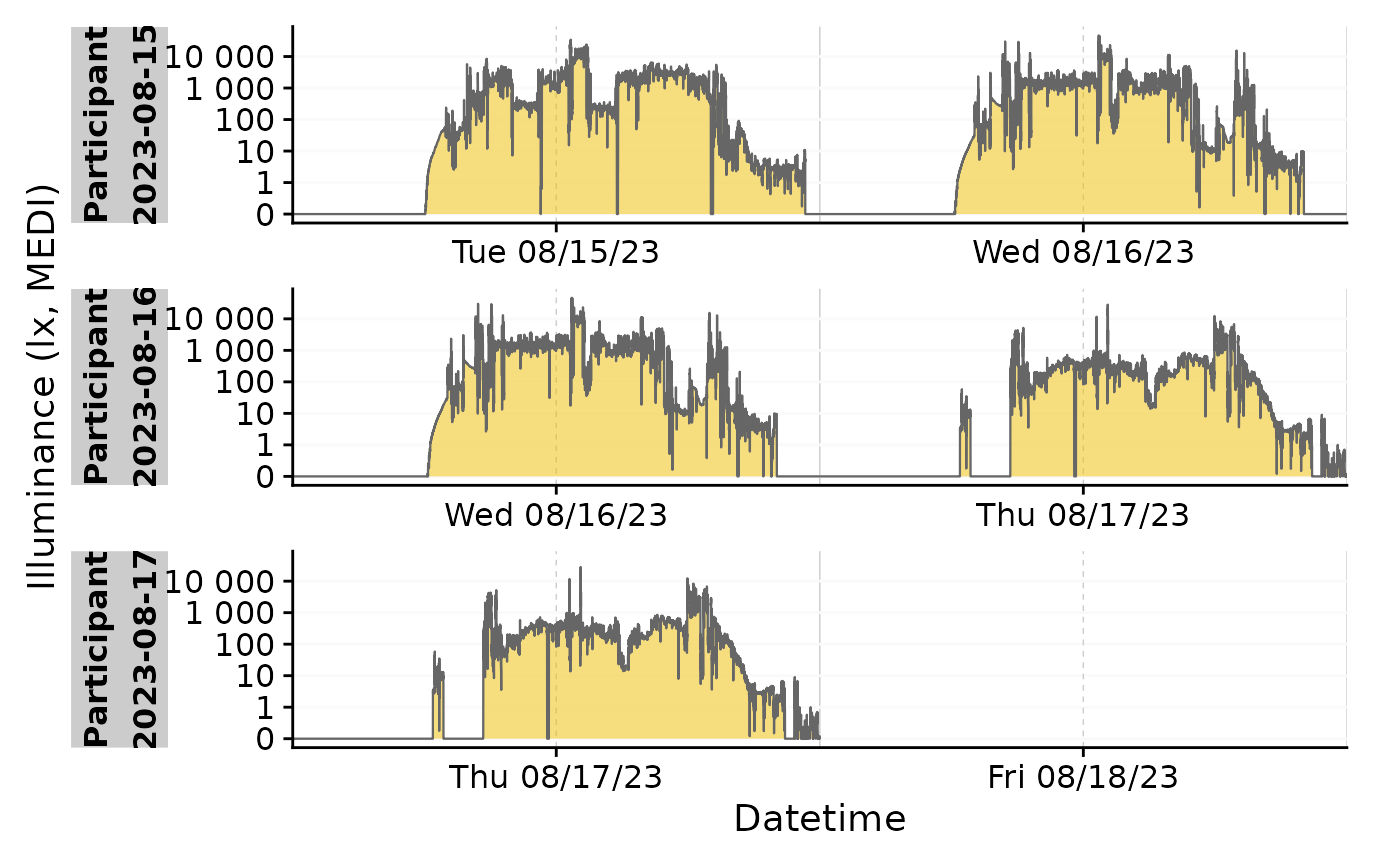 Illuminance (lx, MEDI)
Participant
2023-08-15
10 000
1 000
100
10
1
0
Tue 08/15/23
Wed 08/16/23
Participant
2023-08-16
10 000
1 000
100
10
1
0
Wed 08/16/23
Thu 08/17/23
Participant
2023-08-17
10 000
1 000
100
10
1
0
Thu 08/17/23
Fri 08/18/23
Datetime